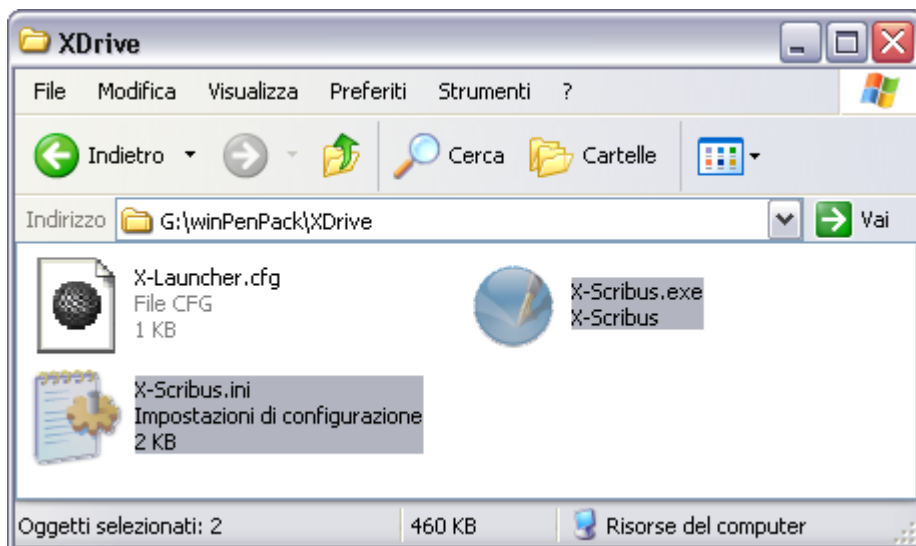 XDrive
File Modifica Visualizza Preferiti Strumenti ?
Indietro Cerca Cartelle
Indirizzo G:\winPenPack\XDrive Vai
X-Launcher.cfg
File CFG
1 KB
X-Scribus.exe
X-Scribus
X-Scribus.ini
Impostazioni di configurazione
2 KB
Oggetti selezionati: 2 460 KB Risorse del computer